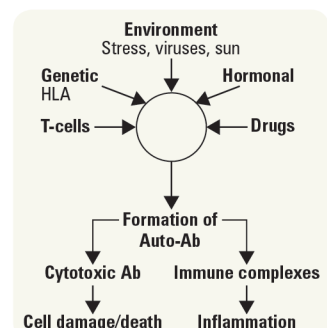 Environment
Stress, viruses, sun
Genetic
HLA
Hormonal
T-cells
Drugs
Formation of
Auto-Ab
Cytotoxic Ab
Immune complexes
Cell damage/death
Inflammation